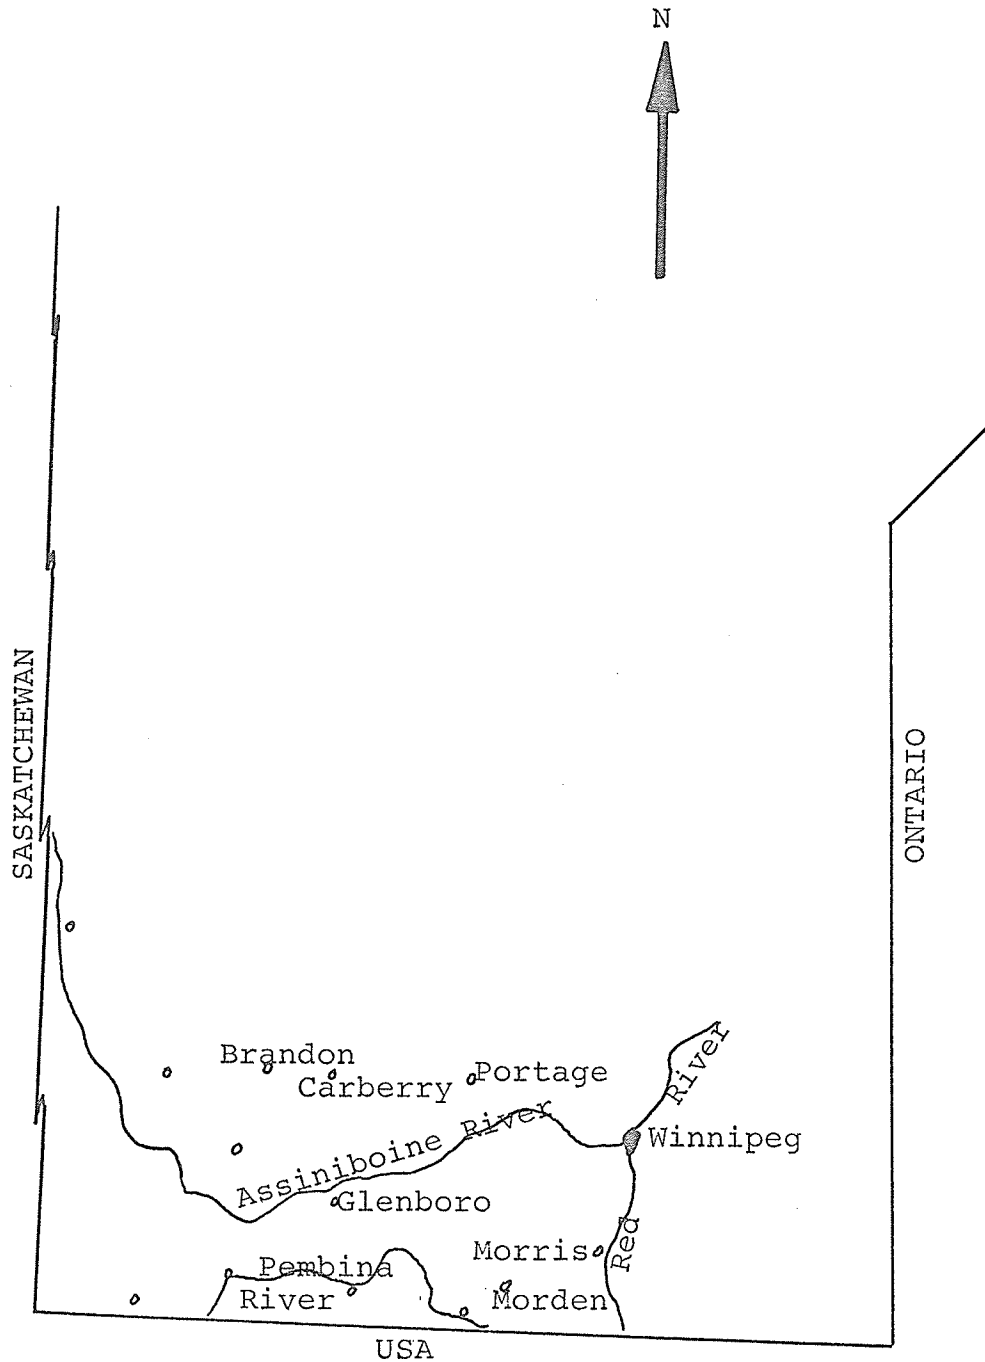 N
SASKATCHEWAN
ONTARIO
Brandon
Carberry
Portage
River
Assiniboine River
Winnipeg
Glenboro
Morris
Red
Pembina
River
Morden
USA